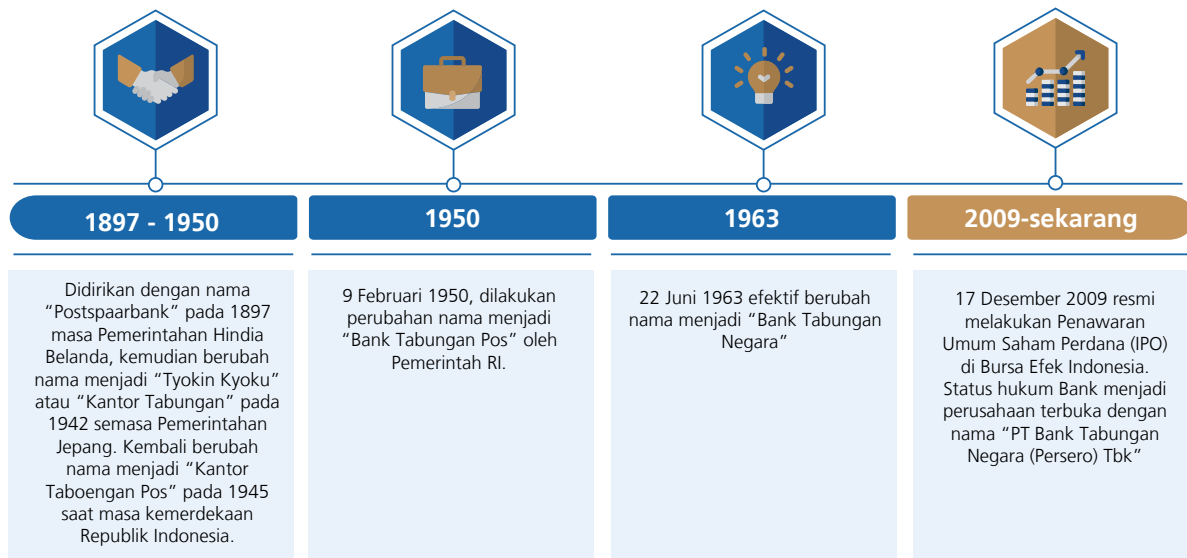 1897 - 1950
Didirikan dengan nama
“Postspaarbank” pada 1897
masa Pemerintahan Hindia
Belanda, kemudian berubah
nama menjadi “Tyokin Kyoku”
atau “Kantor Tabungan” pada
1942 semasa Pemerintahan
Jepang. Kembali berubah
nama menjadi “Kantor
Taboengan Pos” pada 1945
saat masa kemerdekaan
Republik Indonesia.
1950
9 Februari 1950, dilakukan
perubahan nama menjadi
“Bank Tabungan Pos” oleh
Pemerintah RI.
1963
22 Juni 1963 efektif berubah
nama menjadi “Bank Tabungan
Negara”
2009-sekarang
17 Desember 2009 resmi
melakukan Penawaran
Umum Saham Perdana (IPO)
di Bursa Efek Indonesia.
Status hukum Bank menjadi
perusahaan terbuka dengan
nama “PT Bank Tabungan
Negara (Persero) Tbk”